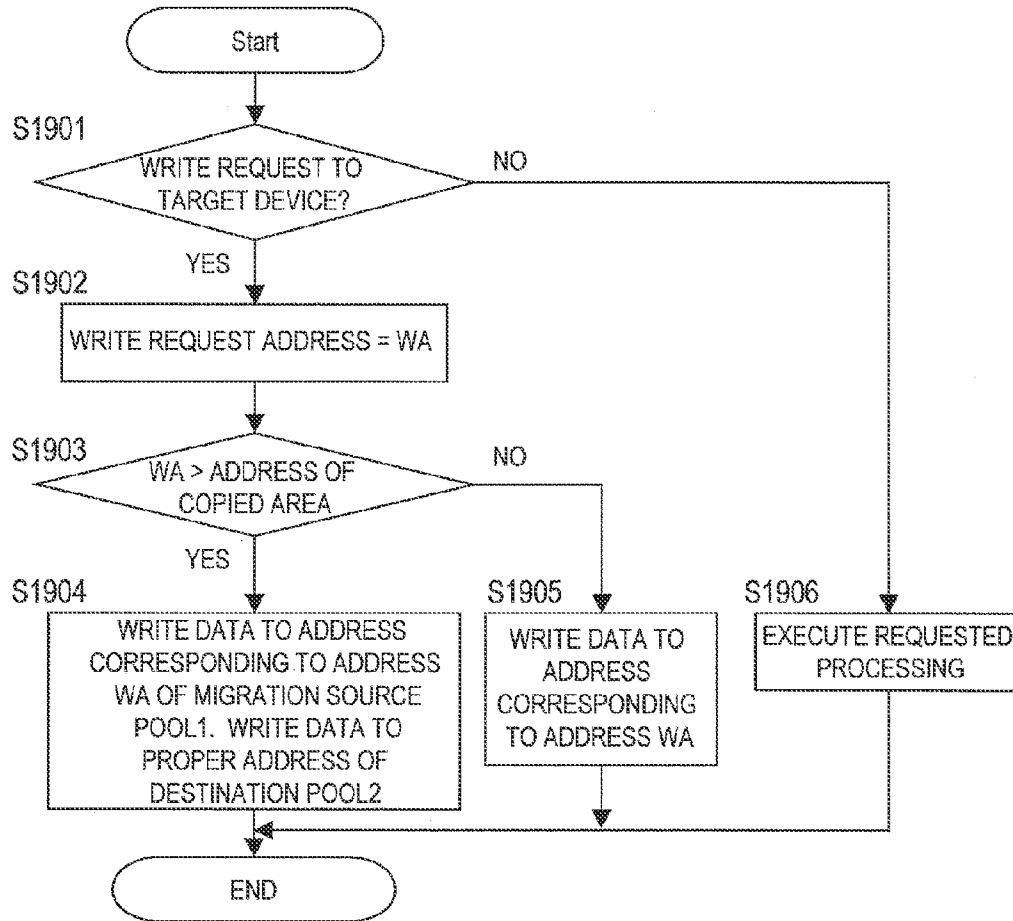 Start
S1901
WRITE REQUEST TO
TARGET DEVICE?
NO
YES
S1902
WRITE REQUEST ADDRESS = WA
S1903
WA > ADDRESS OF
COPIED AREA
NO
YES
S1904
WRITE DATA TO ADDRESS
CORRESPONDING TO ADDRESS
WA OF MIGRATION SOURCE
POOL1. WRITE DATA TO
PROPER ADDRESS OF
DESTINATION POOL2
S1905
WRITE DATA TO
ADDRESS
CORRESPONDING
TO ADDRESS WA
S1906
EXECUTE REQUESTED
PROCESSING
END